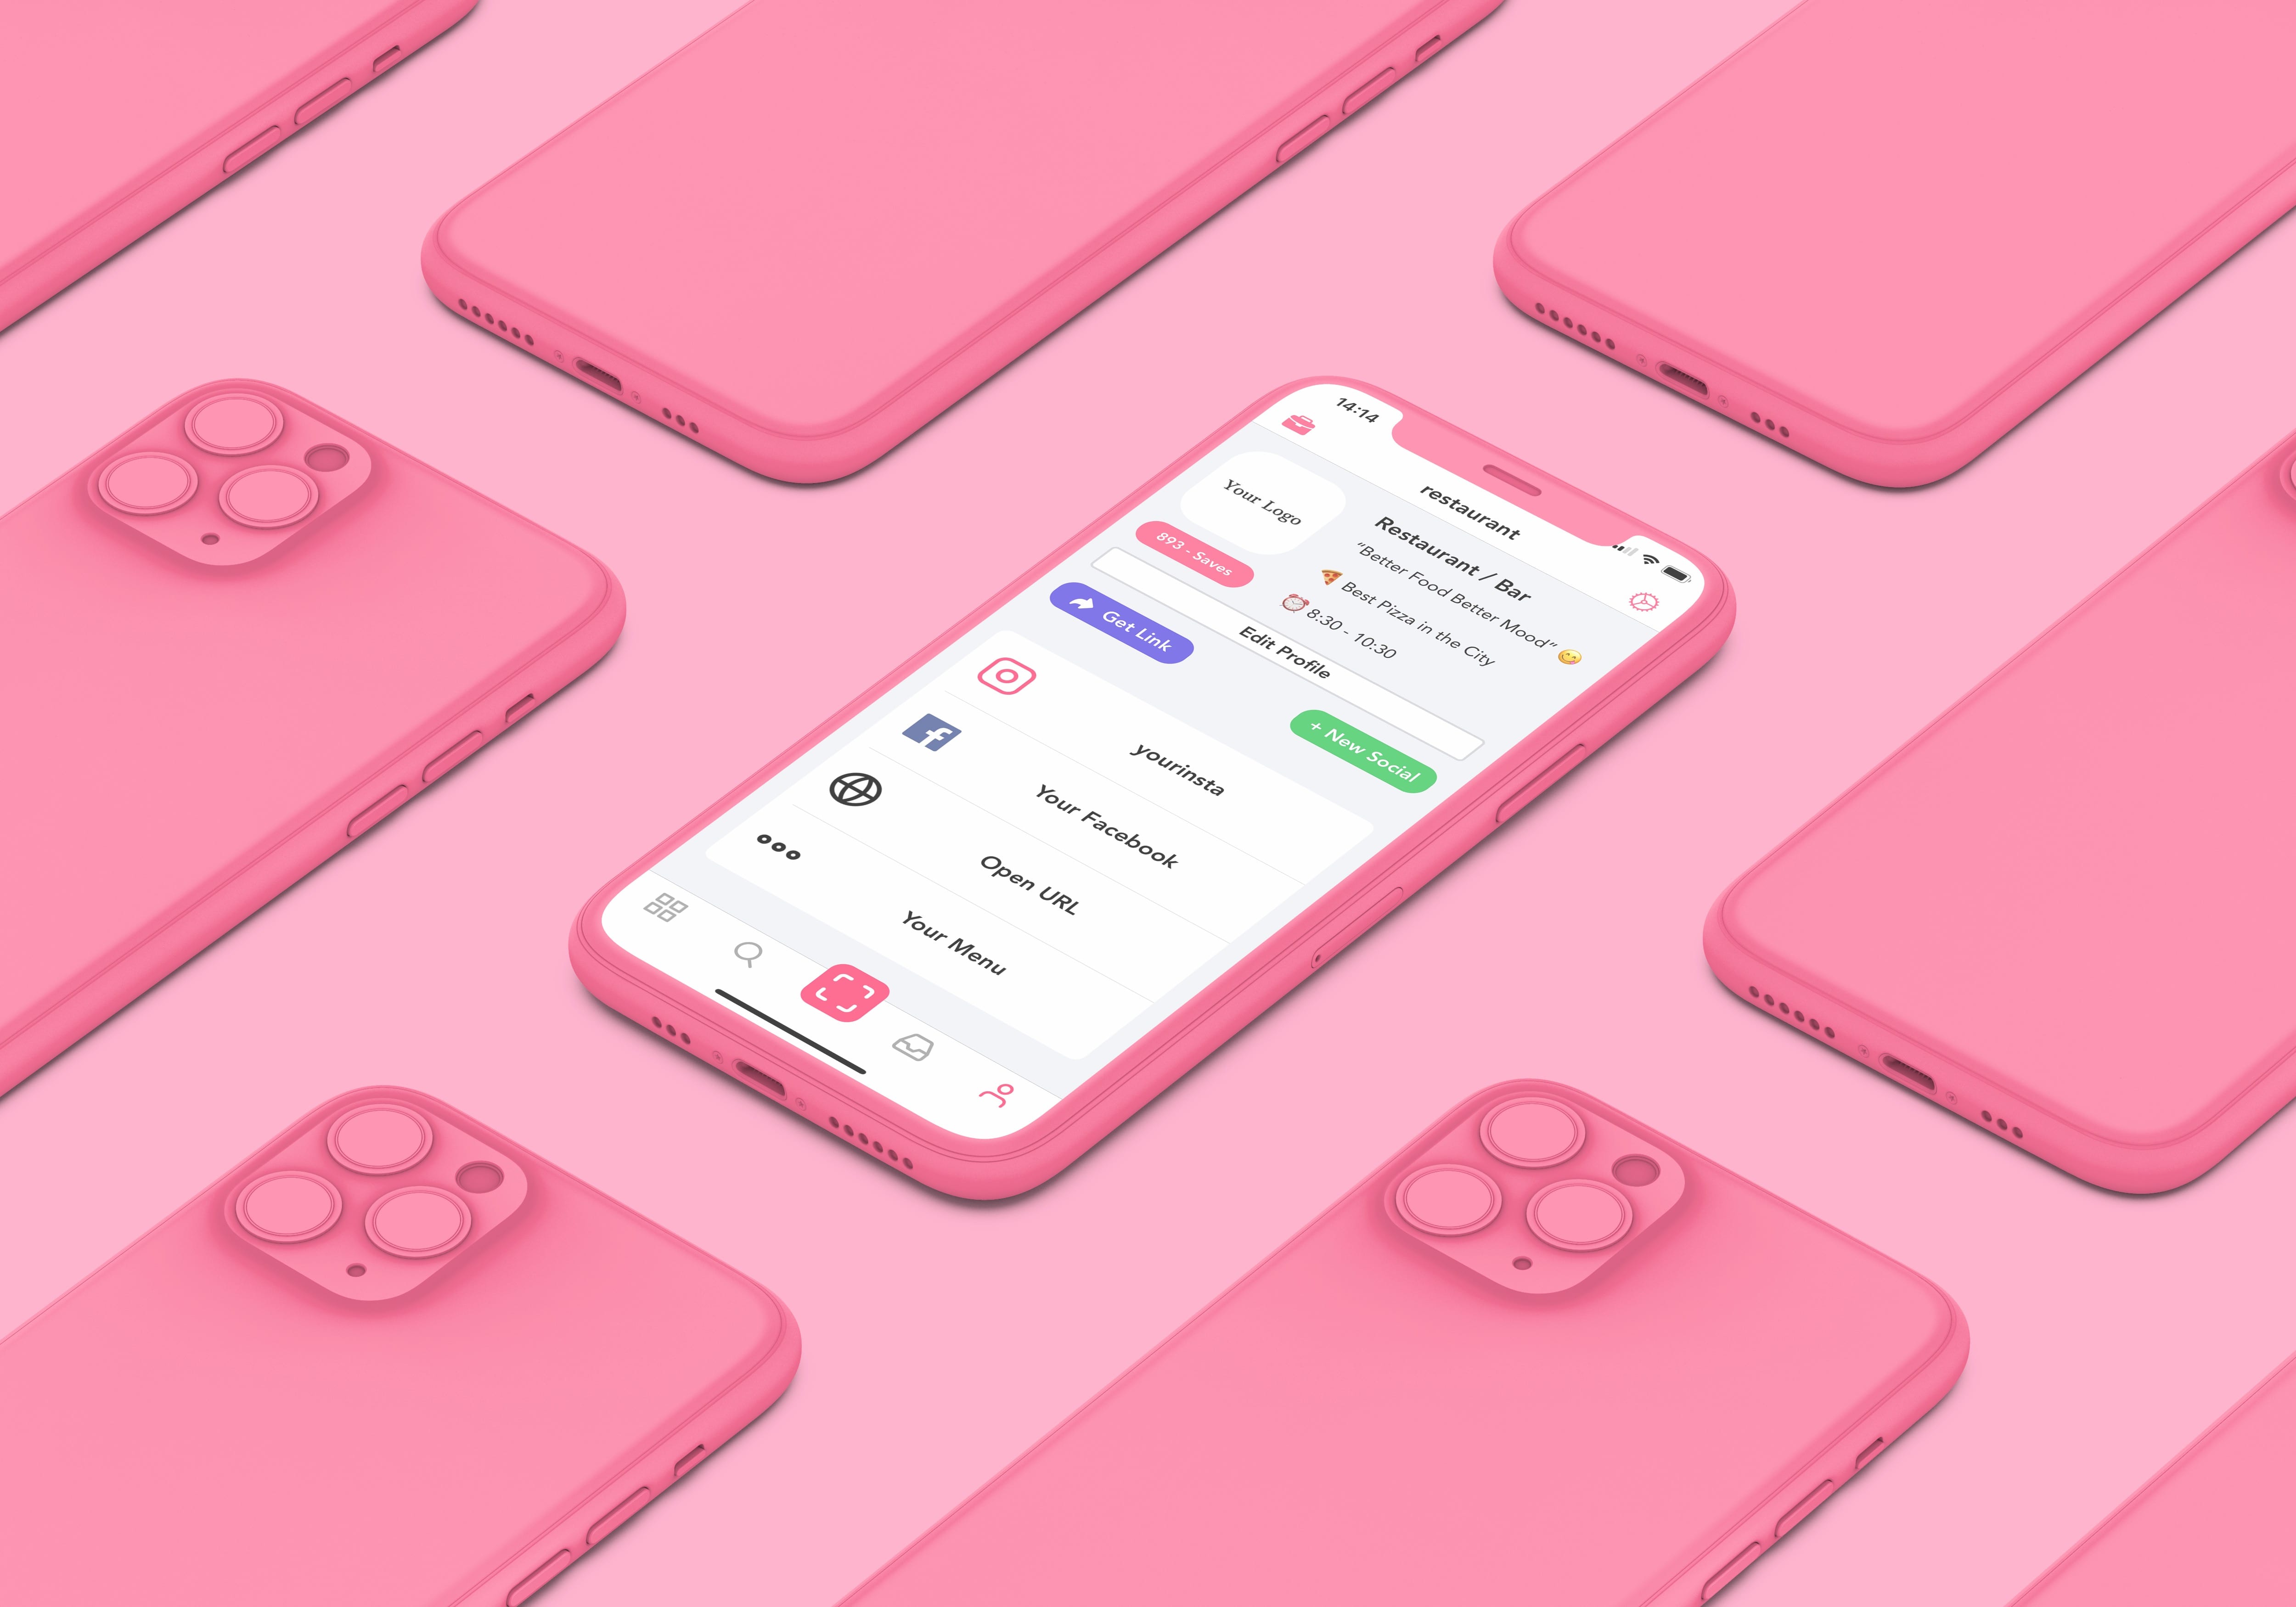 14:14
restaurant
Your Logo
893 - Saves
Restaurant / Bar
“Better Food Better Mood” 😋
🍕 Best Pizza in the City
⏰ 8:30 - 10:30
Edit Profile
Get Link
+ New Social
yourinsta
Your Facebook
Open URL
Your Menu